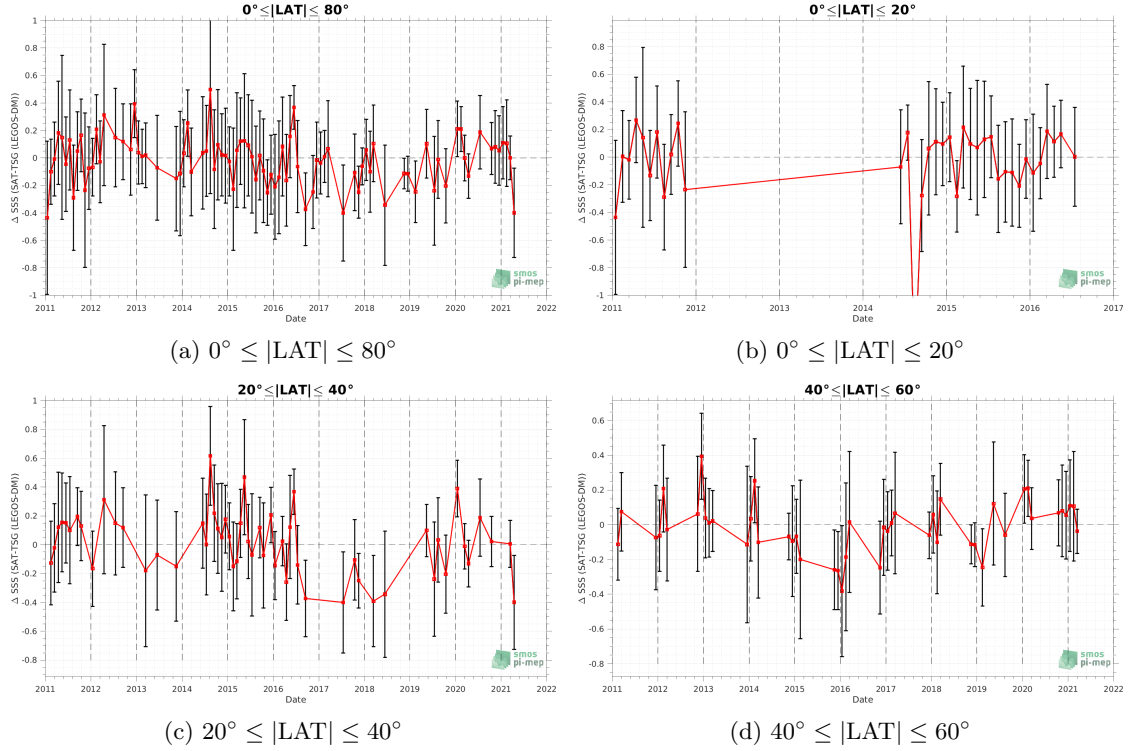 0°≤|LAT|≤ 80°
Δ SSS (SAT-TSG (LEGOS-DM))
1
0.8
0.6
0.4
0.2
0
-0.2
-0.4
-0.6
-0.8
-1
2011 2012 2013 2014 2015 2016 2017 2018 2019 2020 2021 2022
Date
smos
pi-mep
(a) 0° ≤ |LAT| ≤ 80°
0°≤|LAT|≤ 20°
Δ SSS (SAT-TSG (LEGOS-DM))
0.8
0.6
0.4
0.2
0
-0.2
-0.4
-0.6
-0.8
-1
2011 2012 2013 2014 2015 2016 2017
Date
smos
pi-mep
(b) 0° ≤ |LAT| ≤ 20°
20°≤|LAT|≤ 40°
Δ SSS (SAT-TSG (LEGOS-DM))
1
0.8
0.6
0.4
0.2
0
-0.2
-0.4
-0.6
-0.8
2011 2012 2013 2014 2015 2016 2017 2018 2019 2020 2021 2022
Date
smos
pi-mep
(c) 20° ≤ |LAT| ≤ 40°
40°≤|LAT|≤ 60°
Δ SSS (SAT-TSG (LEGOS-DM))
0.6
0.4
0.2
0
-0.2
-0.4
-0.6
-0.8
2011 2012 2013 2014 2015 2016 2017 2018 2019 2020 2021 2022
Date
smos
pi-mep
(d) 40° ≤ |LAT| ≤ 60°